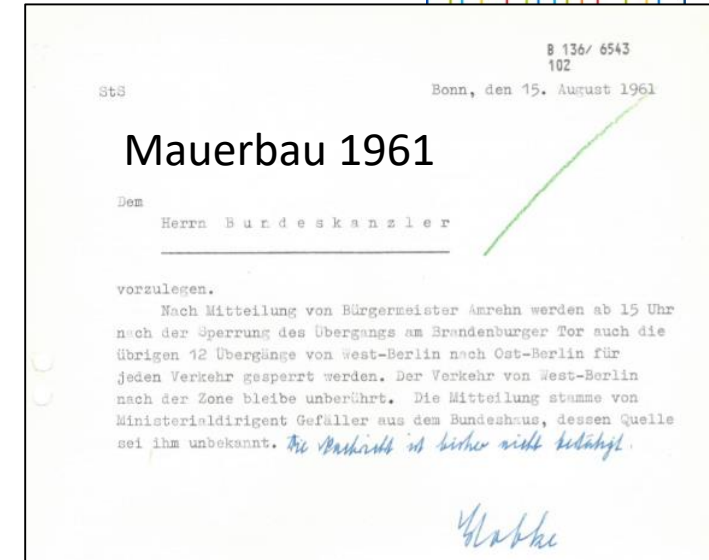 B 136/ 6543
102
StS Bonn, den 15. August 1961
Mauerbau 1961
Dem
Herrn Bundeskanzler
vorzulegen.
Nach Mitteilung von Bürgermeister Amrehn werden ab 15 Uhr
nach der Sperrung des Übergangs am Brandenburger Tor auch die
übrigen 12 Übergänge von West-Berlin nach Ost-Berlin für
jeden Verkehr gesperrt werden. Der Verkehr von West-Berlin
nach der Zone bleibe unberührt. Die Mitteilung stamme von
Ministerialdirigent Gefäller aus dem Bundeshaus, dessen Quelle
sei ihm unbekannt. Die Nachricht ist bisher nicht bestätigt.
Globke